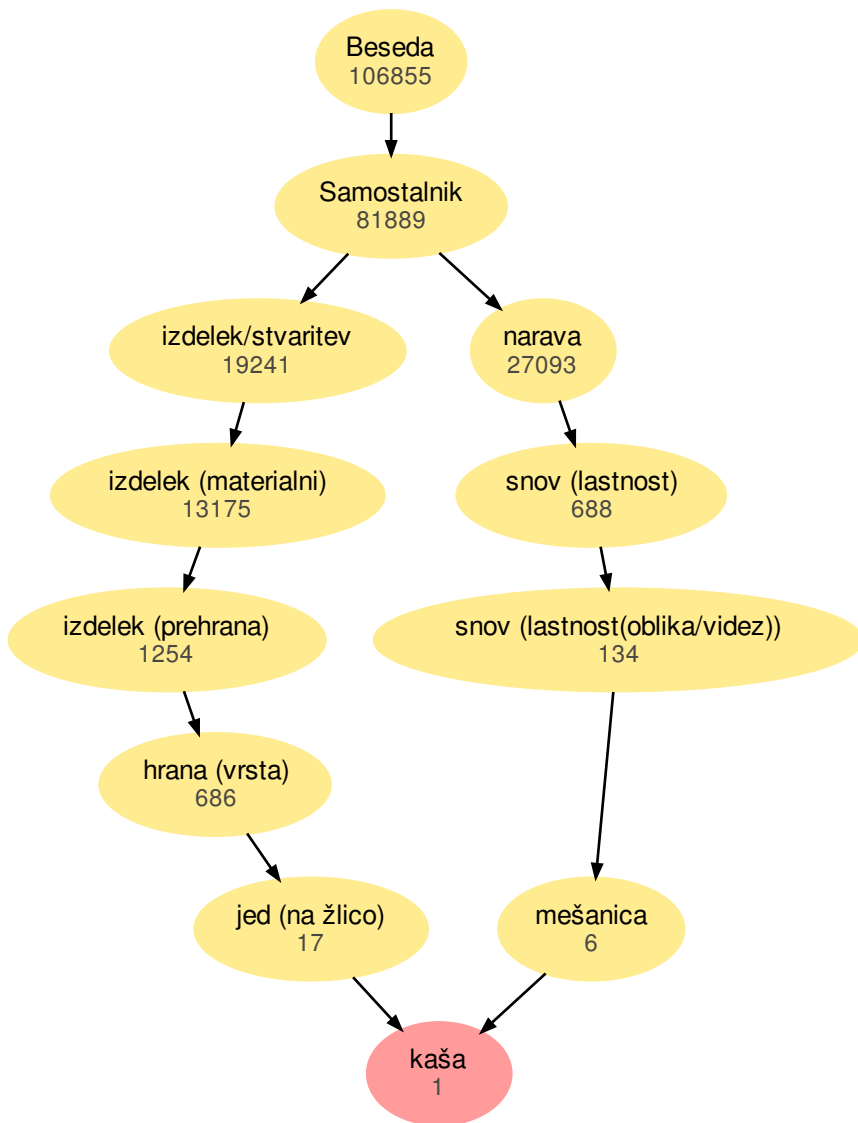 Beseda
106855
Samostalnik
81889
izdelek/stvaritev
19241
narava
27093
izdelek (materialni)
13175
snov (lastnost)
688
izdelek (prehrana)
1254
snov (lastnost(oblika/videz))
134
hrana (vrsta)
686
jed (na žlico)
17
mešanica
6
kaša
1